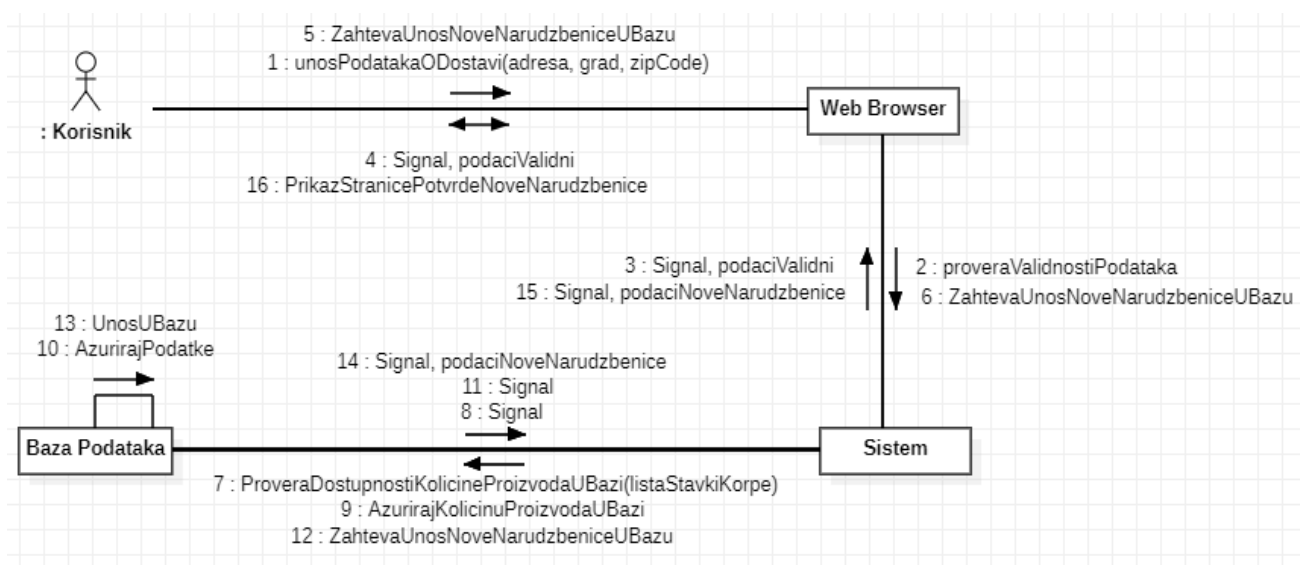 5 : ZahtevaUnosNoveNarudzbeniceUBazu
1 : unosPodatakaODostavi(adresa, grad, zipCode)
: Korisnik
Web Browser
4 : Signal, podaciValidni
16 : PrikazStranicePotvrdeNoveNarudzbenice
3 : Signal, podaciValidni
15 : Signal, podaciNoveNarudzbenice
2 : proveraValidnostiPodataka
6 : ZahtevaUnosNoveNarudzbeniceUBazu
13 : UnosUBazu
10 : AzurirajPodatke
14 : Signal, podaciNoveNarudzbenice
11 : Signal
8 : Signal
Baza Podataka
Sistem
7 : ProveraDostupnostiKolicineProizvodaUBazi(listaStavkiKorpe)
9 : AzurirajKolicinuProizvodaUBazi
12 : ZahtevaUnosNoveNarudzbeniceUBazu